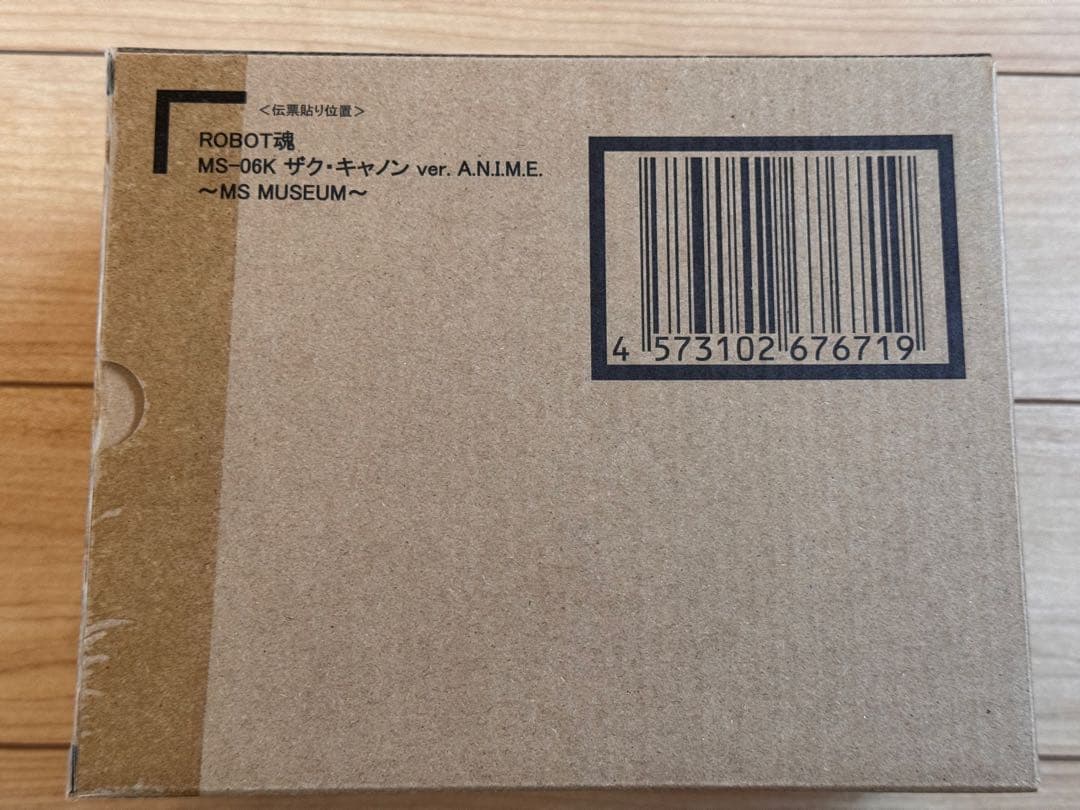 ＜伝票貼り位置＞
ROBOT魂
MS-06K ザク・キャノン ver. A.N.I.M.E.
～MS MUSEUM～
4 573102 676719